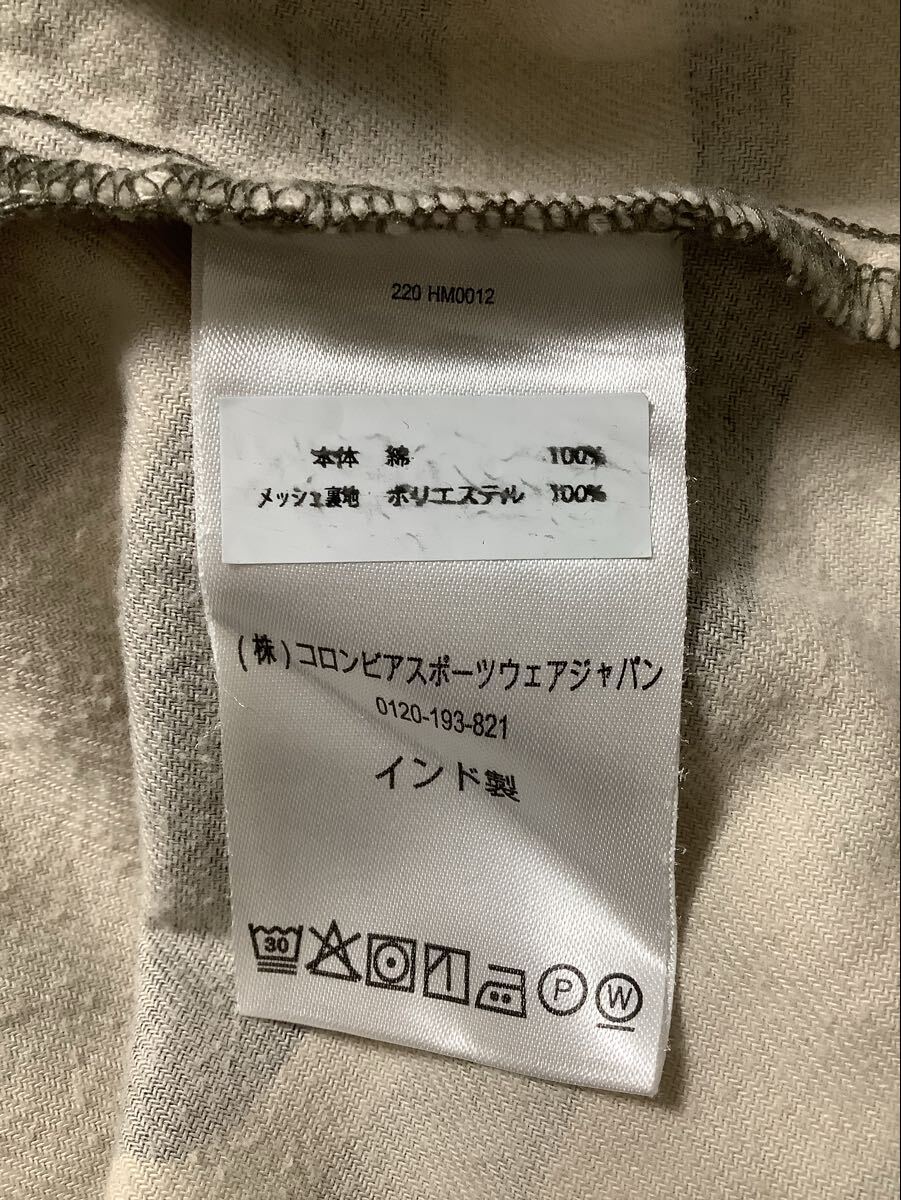 220 HM0012
本体 綿 100%
メッシュ裏地 ポリエステル 100%
(株)コロンビアスポーツウェアジャパン
0120-193-821
インド製
30 P W